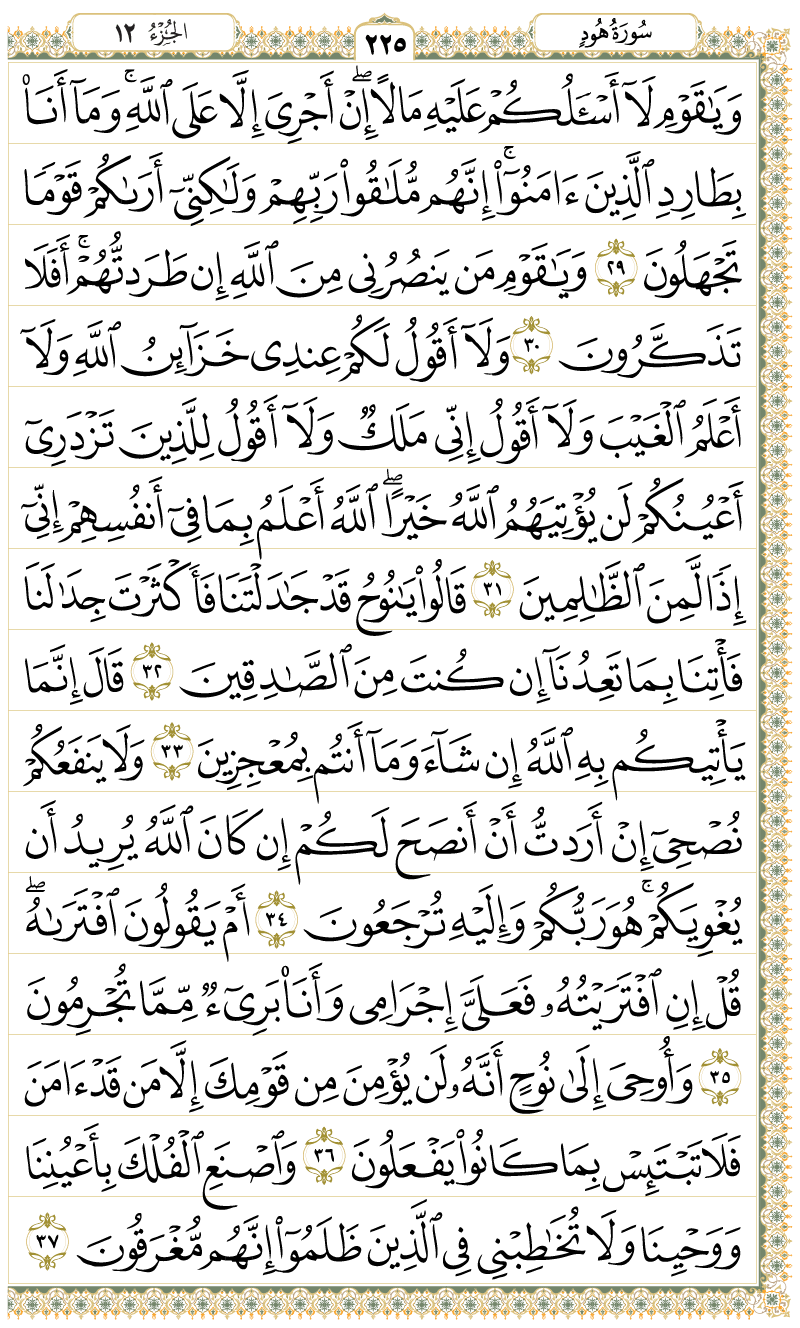 سُورَةُ هُودٍ
٢٢٥
الجُزْءُ ١٢
وَيَٰقَوْمِ لَآ أَسْـَٔلُكُمْ عَلَيْهِ مَالًا ۖ إِنْ أَجْرِىَ إِلَّا عَلَى ٱللَّهِ ۚ وَمَآ أَنَا۠
بِطَارِدِ ٱلَّذِينَ ءَامَنُوٓا۟ ۚ إِنَّهُم مُّلَٰقُوا۟ رَبِّهِمْ وَلَٰكِنِّىٓ أَرَىٰكُمْ قَوْمًا
تَجْهَلُونَ ٢٩ وَيَٰقَوْمِ مَن يَنصُرُنِى مِنَ ٱللَّهِ إِن طَرَدتُّهُمْ ۚ أَفَلَا
تَذَكَّرُونَ ٣٠ وَلَآ أَقُولُ لَكُمْ عِندِى خَزَآئِنُ ٱللَّهِ وَلَآ
أَعْلَمُ ٱلْغَيْبَ وَلَآ أَقُولُ إِنِّى مَلَكٌ وَلَآ أَقُولُ لِلَّذِينَ تَزْدَرِىٓ
أَعْيُنُكُمْ لَن يُؤْتِيَهُمُ ٱللَّهُ خَيْرًا ۖ ٱللَّهُ أَعْلَمُ بِمَا فِىٓ أَنفُسِهِمْ إِنِّىٓ
إِذًا لَّمِنَ ٱلظَّٰلِمِينَ ٣١ قَالُوا۟ يَٰنُوحُ قَدْ جَٰدَلْتَنَا فَأَكْثَرْتَ جِدَٰلَنَا
فَأْتِنَا بِمَا تَعِدُنَآ إِن كُنتَ مِنَ ٱلصَّٰدِقِينَ ٣٢ قَالَ إِنَّمَا
يَأْتِيكُم بِهِ ٱللَّهُ إِن شَآءَ وَمَآ أَنتُم بِمُعْجِزِينَ ٣٣ وَلَا يَنفَعُكُمْ
نُصْحِىٓ إِنْ أَرَدتُّ أَنْ أَنصَحَ لَكُمْ إِن كَانَ ٱللَّهُ يُرِيدُ أَن
يُغْوِيَكُمْ ۚ هُوَ رَبُّكُمْ وَإِلَيْهِ تُرْجَعُونَ ٣٤ أَمْ يَقُولُونَ ٱفْتَرَىٰهُ ۖ
قُلْ إِنِ ٱفْتَرَيْتُهُۥ فَعَلَىَّ إِجْرَامِى وَأَنَا۠ بَرِىٓءٌ مِّمَّا تُجْرِمُونَ
٣٥ وَأُوحِىَ إِلَىٰ نُوحٍ أَنَّهُۥ لَن يُؤْمِنَ مِن قَوْمِكَ إِلَّا مَن قَدْ ءَامَنَ
فَلَا تَبْتَئِسْ بِمَا كَانُوا۟ يَفْعَلُونَ ٣٦ وَٱصْنَعِ ٱلْفُلْكَ بِأَعْيُنِنَا
وَوَحْيِنَا وَلَا تُخَٰطِبْنِى فِى ٱلَّذِينَ ظَلَمُوٓا۟ ۚ إِنَّهُم مُّغْرَقُونَ ٣٧